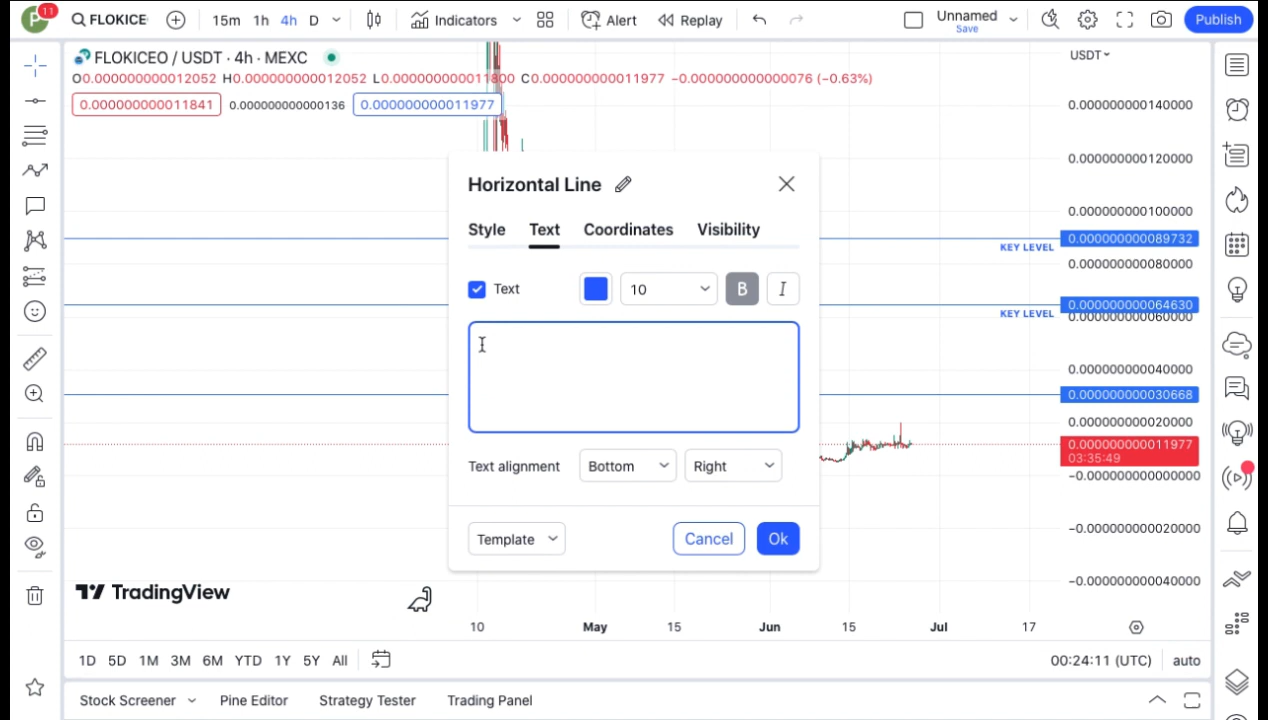 P 11 FLOKICE 15m 1h 4h D Indicators Alert Replay Unnamed Save Publish
FLOKICEO / USDT · 4h · MEXC USDT
O0.000000000012052 H0.000000000012052 L0.000000000011800 C0.000000000011977 −0.000000000000076 (−0.63%)
0.000000000011841 0.000000000000136 0.000000000011977
0.000000000140000
0.000000000120000
Horizontal Line
0.000000000100000
Style Text Coordinates Visibility
0.000000000089732
KEY LEVEL
0.000000000080000
Text 10 B I
0.000000000064630
KEY LEVEL 0.000000000060000
0.000000000040000
0.000000000030668
0.000000000020000
0.000000000011977
03:35:49
Text alignment Bottom Right
−0.000000000000000
−0.000000000020000
Template Cancel Ok
−0.000000000040000
TradingView
10 May 15 Jun 15 Jul 17
1D 5D 1M 3M 6M YTD 1Y 5Y All 00:24:11 (UTC) auto
Stock Screener Pine Editor Strategy Tester Trading Panel